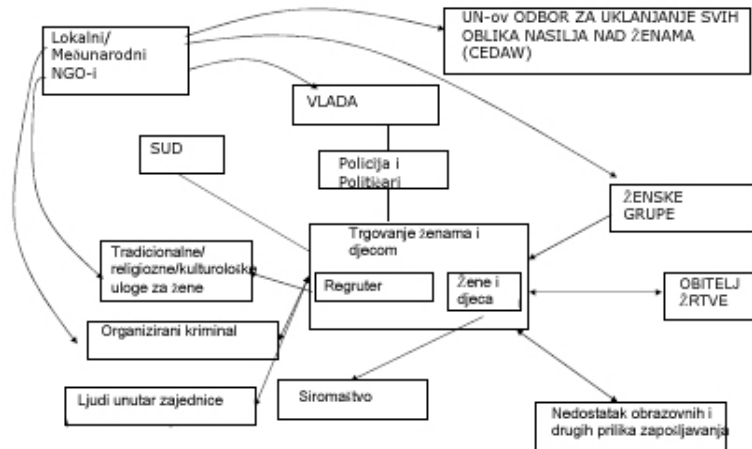 Lokalni/
Međunarodni
NGO-i
UN-ov ODBOR ZA UKLANJANJE SVIH
OBLIKA NASILJA NAD ŽENAMA
(CEDAW)
VLADA
SUD
Policija i
Političari
ŽENSKE
GRUPE
Trgovanje ženama i
djecom
Tradicionalne/
religiozne/kulturološke
uloge za žene
Regruter
Žene i
djeca
OBITELJ
ŽRTVE
Organizirani kriminal
Ljudi unutar zajednice
Siromaštvo
Nedostatak obrazovnih i
drugih prilika zapošljavanja